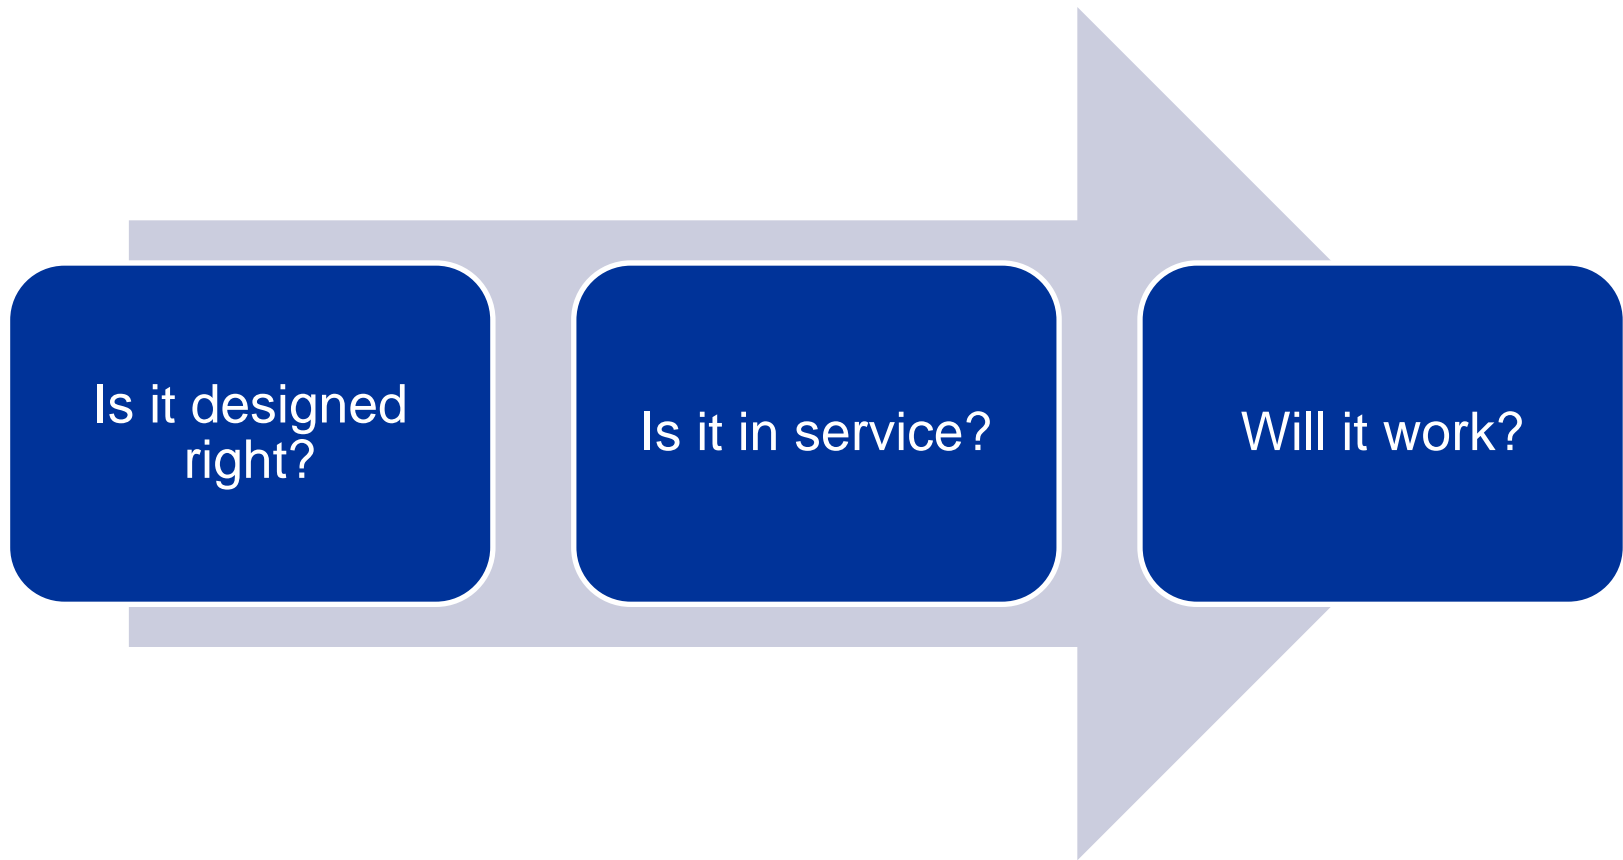 Is it designed
right?
Is it in service?
Will it work?